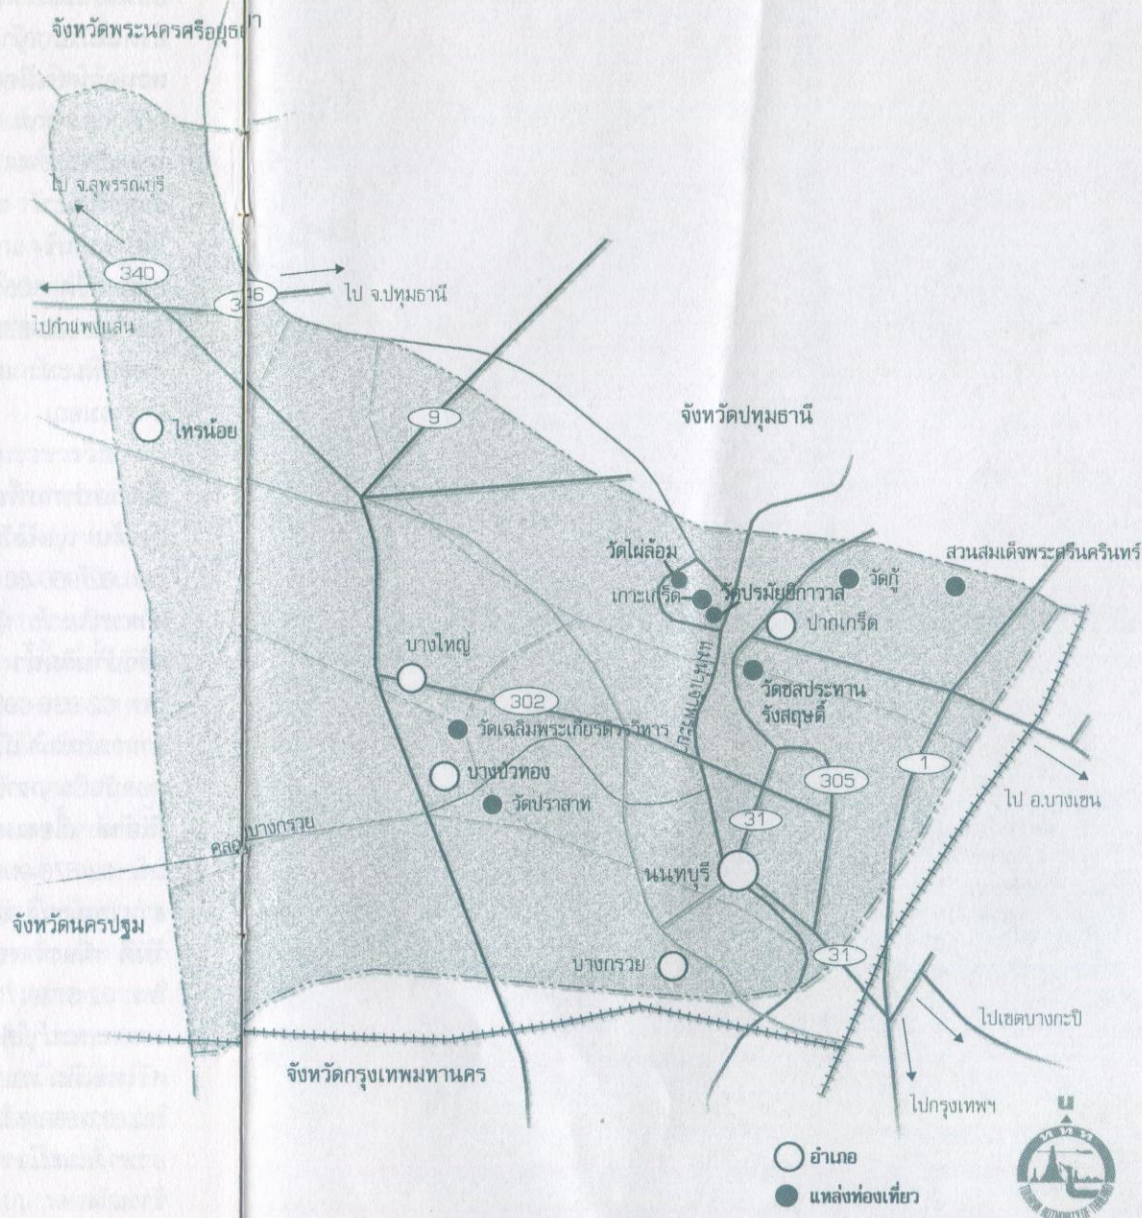 จังหวัดพระนครศรีอยุธยา
ไป จ.สุพรรณบุรี
340
346
ไป จ.ปทุมธานี
ไปกำแพงแสน
9
จังหวัดปทุมธานี
ไทรน้อย
วัดไผ่ล้อม
สวนสมเด็จพระศรีนครินทร์
เกาะเกร็ด
วัดปรมัยยิกาวาส
วัดกู้
ปากเกร็ด
บางใหญ่
แม่น้ำเจ้าพระยา
302
วัดชลประทาน
รังสฤษดิ์
วัดเฉลิมพระเกียรติวรวิหาร
บางบัวทอง
305
1
วัดปราสาท
ไป อ.บางเขน
31
คลองบางกรวย
นนทบุรี
จังหวัดนครปฐม
31
บางกรวย
ไปเขตบางกะปิ
จังหวัดกรุงเทพมหานคร
ไปกรุงเทพฯ
น
อำเภอ
แหล่งท่องเที่ยว
ททท
TOURISM AUTHORITY OF THAILAND